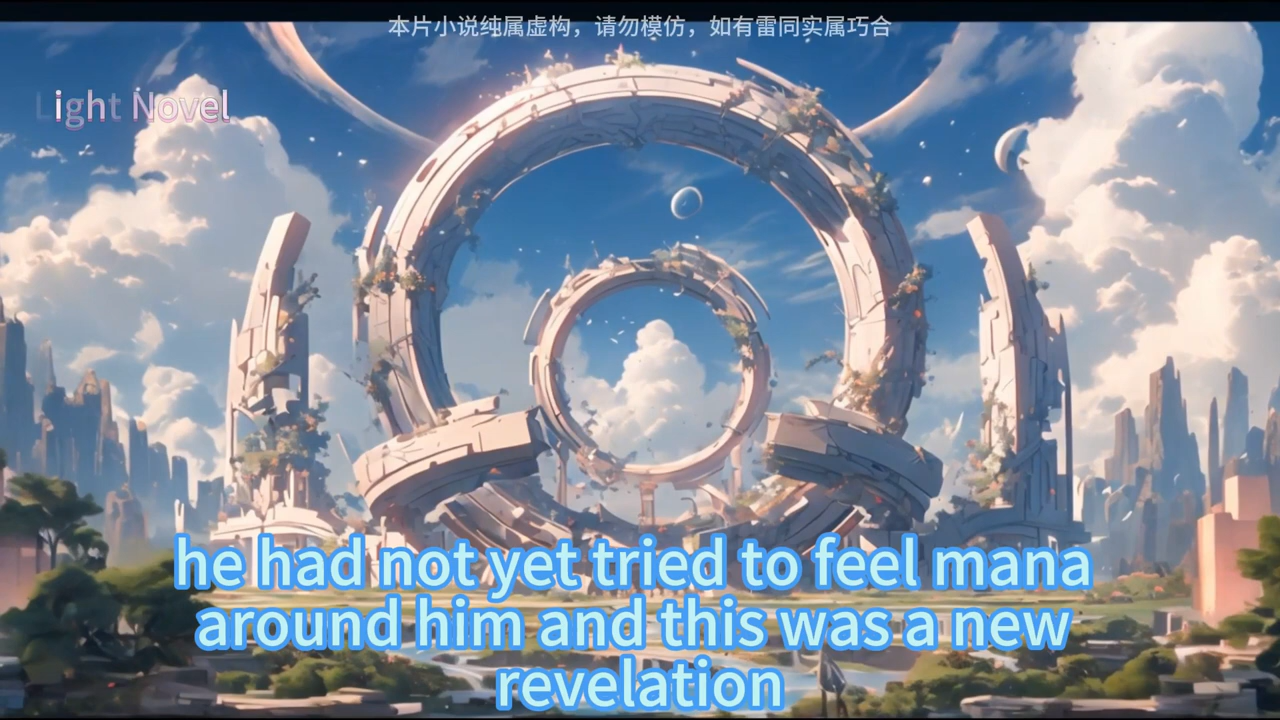 本片小说纯属虚构，请勿模仿，如有雷同实属巧合
Light Novel
he had not yet tried to feel mana
around him and this was a new
revelation